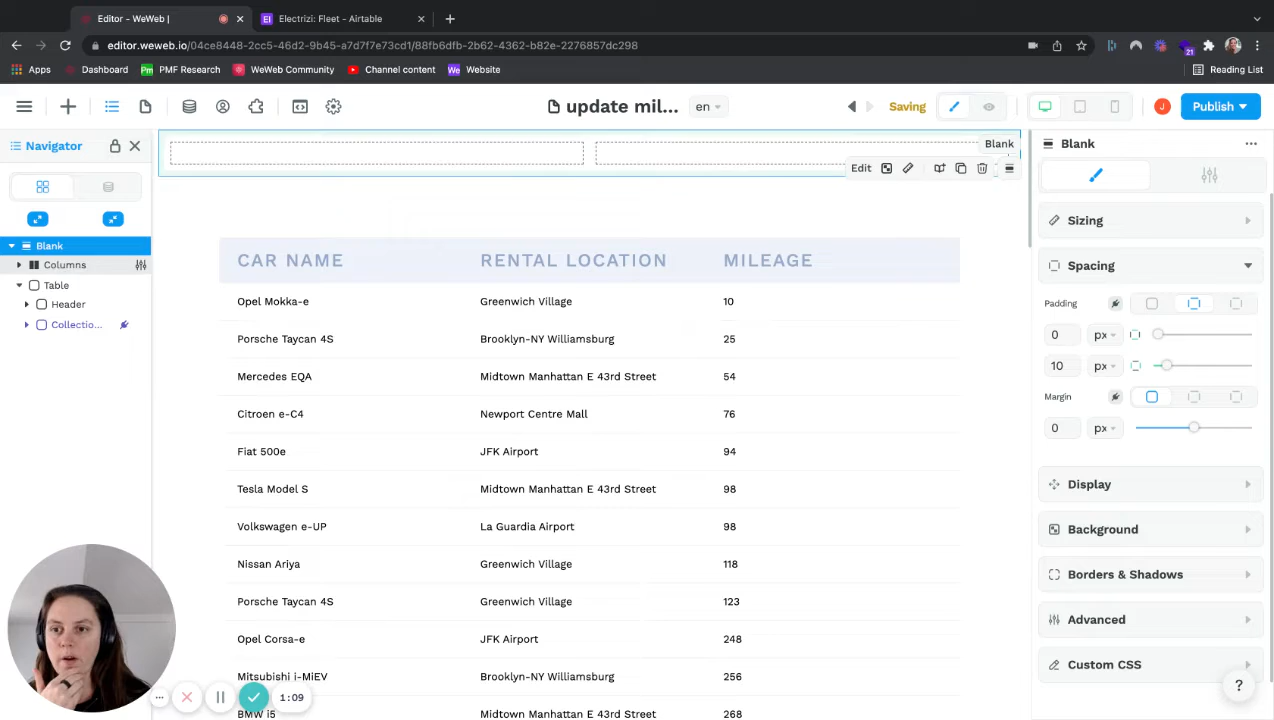 Editor - WeWeb |
EI Electrizi: Fleet - Airtable
editor.weweb.io/04ce8448-2cc5-46d2-9b45-a7d7f7e73cd1/88fb6dfb-2b62-4362-b82e-2276857dc298
21
Apps Dashboard Pm PMF Research WeWeb Community Channel content We Website Reading List
update mil... en Saving J Publish
Navigator
Blank
Blank
Edit
Blank
Columns
Table
Header
Collectio...
CAR NAME RENTAL LOCATION MILEAGE
Opel Mokka-e Greenwich Village 10
Porsche Taycan 4S Brooklyn-NY Williamsburg 25
Mercedes EQA Midtown Manhattan E 43rd Street 54
Citroen e-C4 Newport Centre Mall 76
Fiat 500e JFK Airport 94
Tesla Model S Midtown Manhattan E 43rd Street 98
Volkswagen e-UP La Guardia Airport 98
Nissan Ariya Greenwich Village 118
Porsche Taycan 4S Greenwich Village 123
Opel Corsa-e JFK Airport 248
Mitsubishi i-MiEV Brooklyn-NY Williamsburg 256
BMW i5 Midtown Manhattan E 43rd Street 268
Sizing
Spacing
Padding
0 px
10 px
Margin
0 px
Display
Background
Borders & Shadows
Advanced
Custom CSS
?
1:09